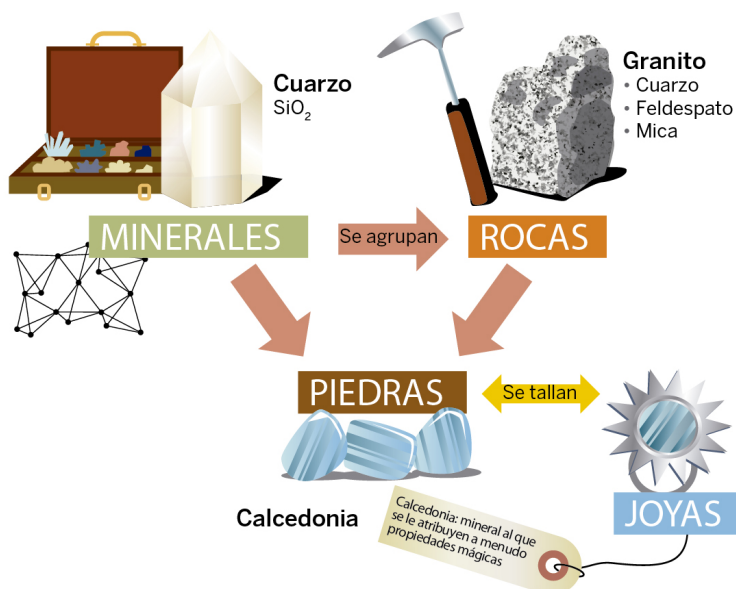 Cuarzo
SiO₂
Granito
• Cuarzo
• Feldespato
• Mica
MINERALES
Se agrupan
ROCAS
PIEDRAS
Se tallan
Calcedonia
Calcedonia: mineral al que
se le atribuyen a menudo
propiedades mágicas
JOYAS